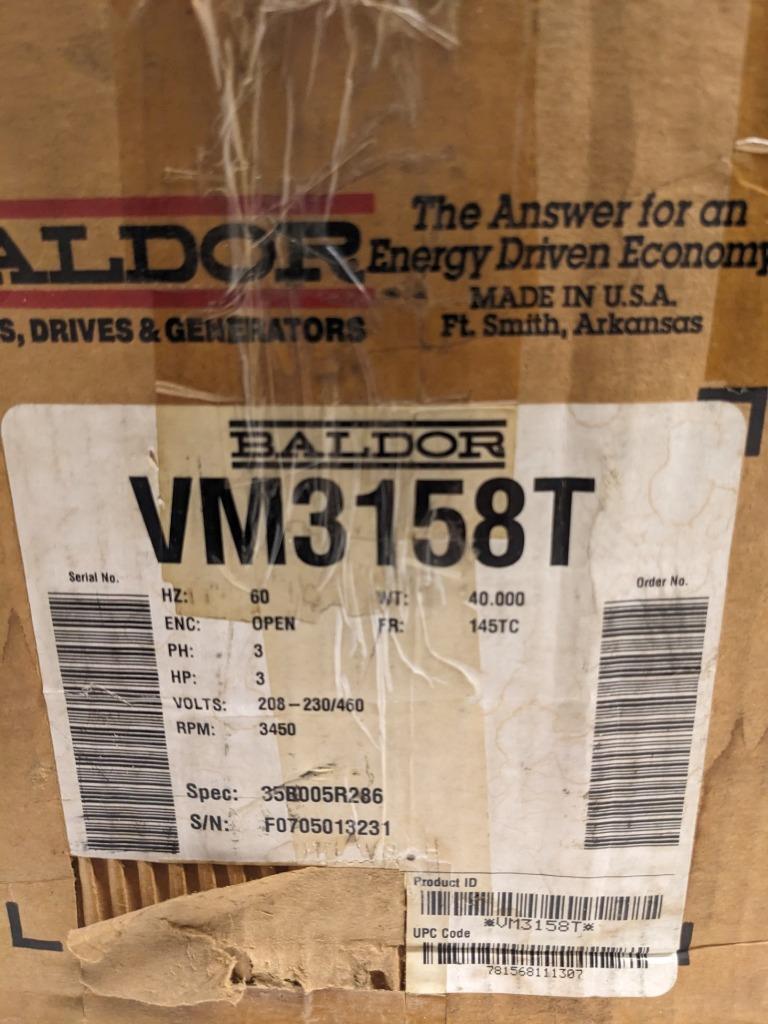 ALDOR
S, DRIVES & GENERATORS
The Answer for an
Energy Driven Economy
MADE IN U.S.A.
Ft. Smith, Arkansas
BALDOR
VM3158T
Serial No.
Order No.
HZ: 60 WT: 40.000
ENC: OPEN FR: 145TC
PH: 3
HP: 3
VOLTS: 208-230/460
RPM: 3450
Spec: 35B005R286
S/N: F0705013231
Product ID
*VM3158T*
UPC Code
781568111307